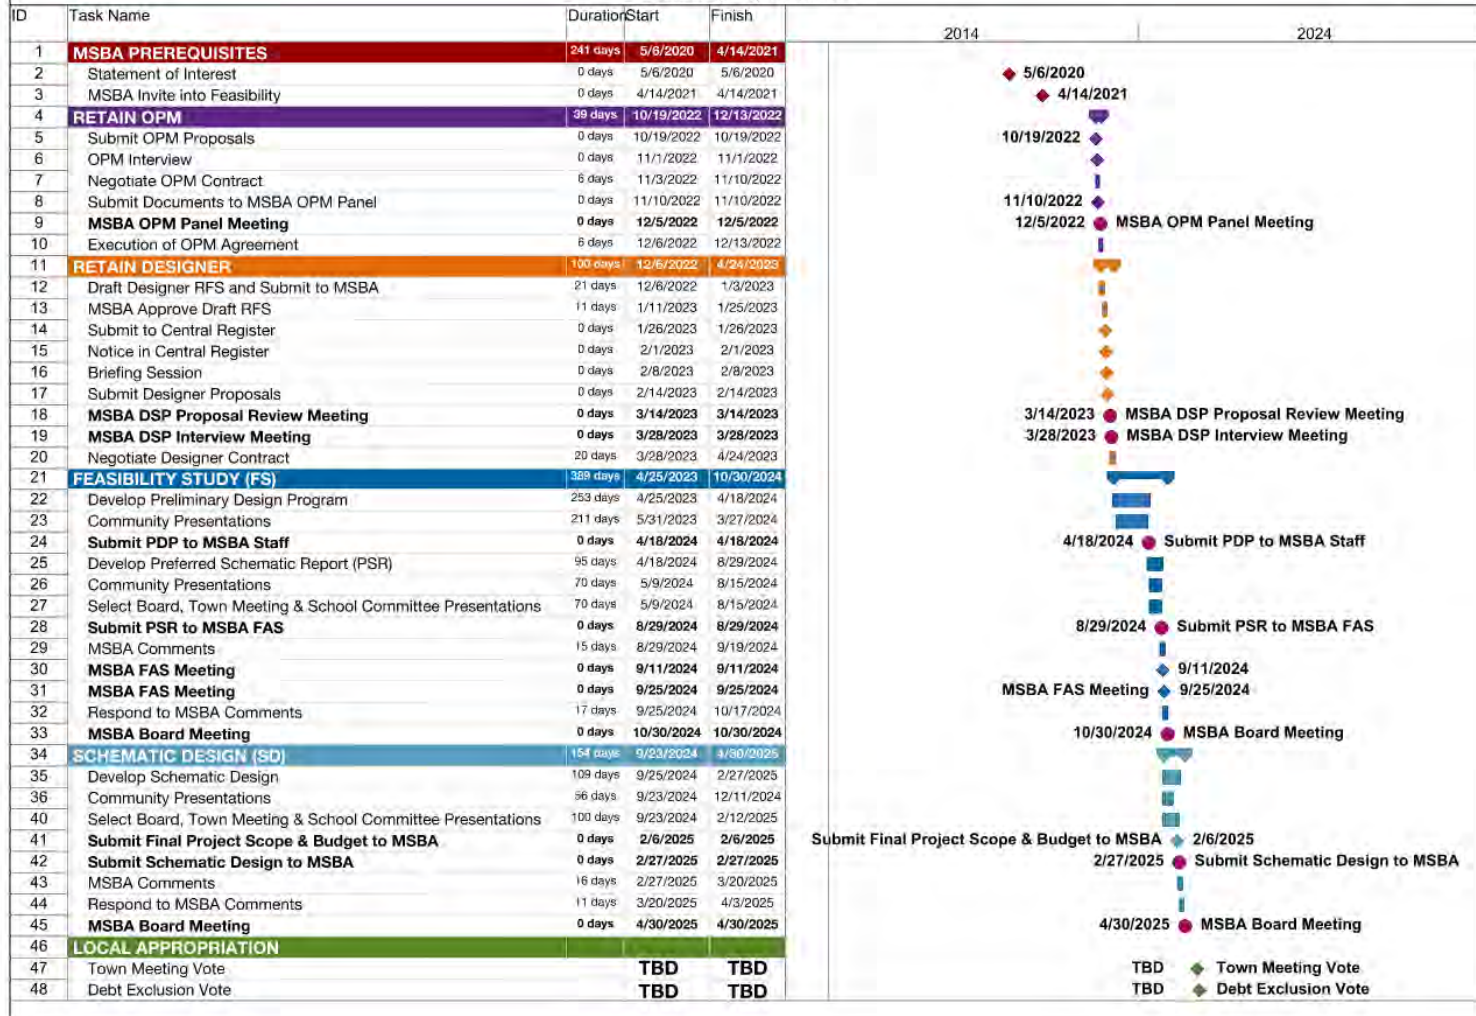 ID Task Name Duration Start Finish 2014 2024
1 MSBA PREREQUISITES 241 days 5/6/2020 4/14/2021
2 Statement of Interest 0 days 5/6/2020 5/6/2020 5/6/2020
3 MSBA Invite into Feasibility 0 days 4/14/2021 4/14/2021 4/14/2021
4 RETAIN OPM 39 days 10/19/2022 12/13/2022
5 Submit OPM Proposals 0 days 10/19/2022 10/19/2022 10/19/2022
6 OPM Interview 0 days 11/1/2022 11/1/2022
7 Negotiate OPM Contract 6 days 11/3/2022 11/10/2022
8 Submit Documents to MSBA OPM Panel 0 days 11/10/2022 11/10/2022 11/10/2022
9 MSBA OPM Panel Meeting 0 days 12/5/2022 12/5/2022 12/5/2022 MSBA OPM Panel Meeting
10 Execution of OPM Agreement 6 days 12/6/2022 12/13/2022
11 RETAIN DESIGNER 100 days 12/6/2022 4/24/2023
12 Draft Designer RFS and Submit to MSBA 21 days 12/6/2022 1/3/2023
13 MSBA Approve Draft RFS 11 days 1/11/2023 1/25/2023
14 Submit to Central Register 0 days 1/26/2023 1/26/2023
15 Notice in Central Register 0 days 2/1/2023 2/1/2023
16 Briefing Session 0 days 2/8/2023 2/8/2023
17 Submit Designer Proposals 0 days 2/14/2023 2/14/2023
18 MSBA DSP Proposal Review Meeting 0 days 3/14/2023 3/14/2023 3/14/2023 MSBA DSP Proposal Review Meeting
19 MSBA DSP Interview Meeting 0 days 3/28/2023 3/28/2023 3/28/2023 MSBA DSP Interview Meeting
20 Negotiate Designer Contract 20 days 3/28/2023 4/24/2023
21 FEASIBILITY STUDY (FS) 389 days 4/25/2023 10/30/2024
22 Develop Preliminary Design Program 253 days 4/25/2023 4/18/2024
23 Community Presentations 211 days 5/31/2023 3/27/2024
24 Submit PDP to MSBA Staff 0 days 4/18/2024 4/18/2024 4/18/2024 Submit PDP to MSBA Staff
25 Develop Preferred Schematic Report (PSR) 95 days 4/18/2024 8/29/2024
26 Community Presentations 70 days 5/9/2024 8/15/2024
27 Select Board, Town Meeting & School Committee Presentations 70 days 5/9/2024 8/15/2024
28 Submit PSR to MSBA FAS 0 days 8/29/2024 8/29/2024 8/29/2024 Submit PSR to MSBA FAS
29 MSBA Comments 15 days 8/29/2024 9/19/2024
30 MSBA FAS Meeting 0 days 9/11/2024 9/11/2024 9/11/2024
31 MSBA FAS Meeting 0 days 9/25/2024 9/25/2024 MSBA FAS Meeting 9/25/2024
32 Respond to MSBA Comments 17 days 9/25/2024 10/17/2024
33 MSBA Board Meeting 0 days 10/30/2024 10/30/2024 10/30/2024 MSBA Board Meeting
34 SCHEMATIC DESIGN (SD) 154 days 9/23/2024 4/30/2025
35 Develop Schematic Design 109 days 9/25/2024 2/27/2025
36 Community Presentations 56 days 9/23/2024 12/11/2024
40 Select Board, Town Meeting & School Committee Presentations 100 days 9/23/2024 2/12/2025
41 Submit Final Project Scope & Budget to MSBA 0 days 2/6/2025 2/6/2025 Submit Final Project Scope & Budget to MSBA 2/6/2025
42 Submit Schematic Design to MSBA 0 days 2/27/2025 2/27/2025 2/27/2025 Submit Schematic Design to MSBA
43 MSBA Comments 16 days 2/27/2025 3/20/2025
44 Respond to MSBA Comments 11 days 3/20/2025 4/3/2025
45 MSBA Board Meeting 0 days 4/30/2025 4/30/2025 4/30/2025 MSBA Board Meeting
46 LOCAL APPROPRIATION
47 Town Meeting Vote TBD TBD TBD Town Meeting Vote
48 Debt Exclusion Vote TBD TBD TBD Debt Exclusion Vote